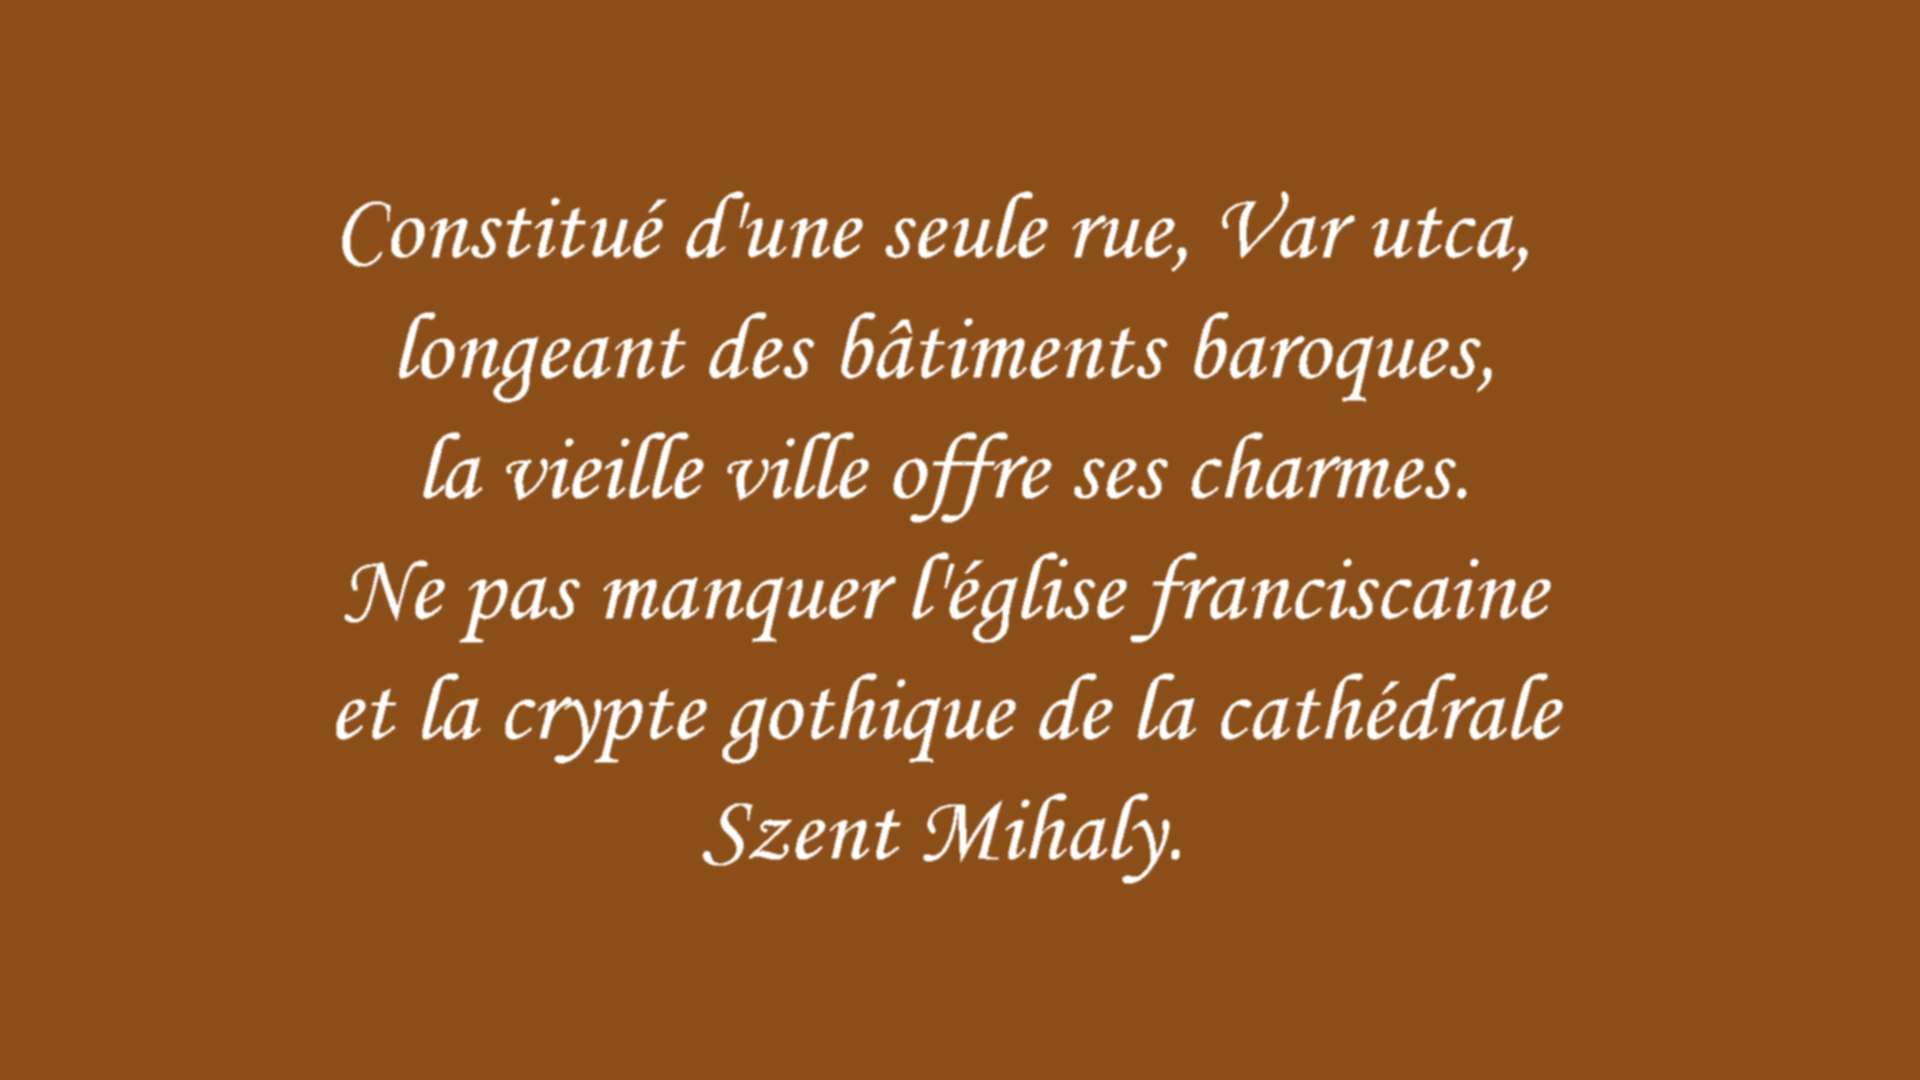 Constitué d'une seule rue, Var utca,
longeant des bâtiments baroques,
la vieille ville offre ses charmes.
Ne pas manquer l'église franciscaine
et la crypte gothique de la cathédrale
Szent Mihaly.